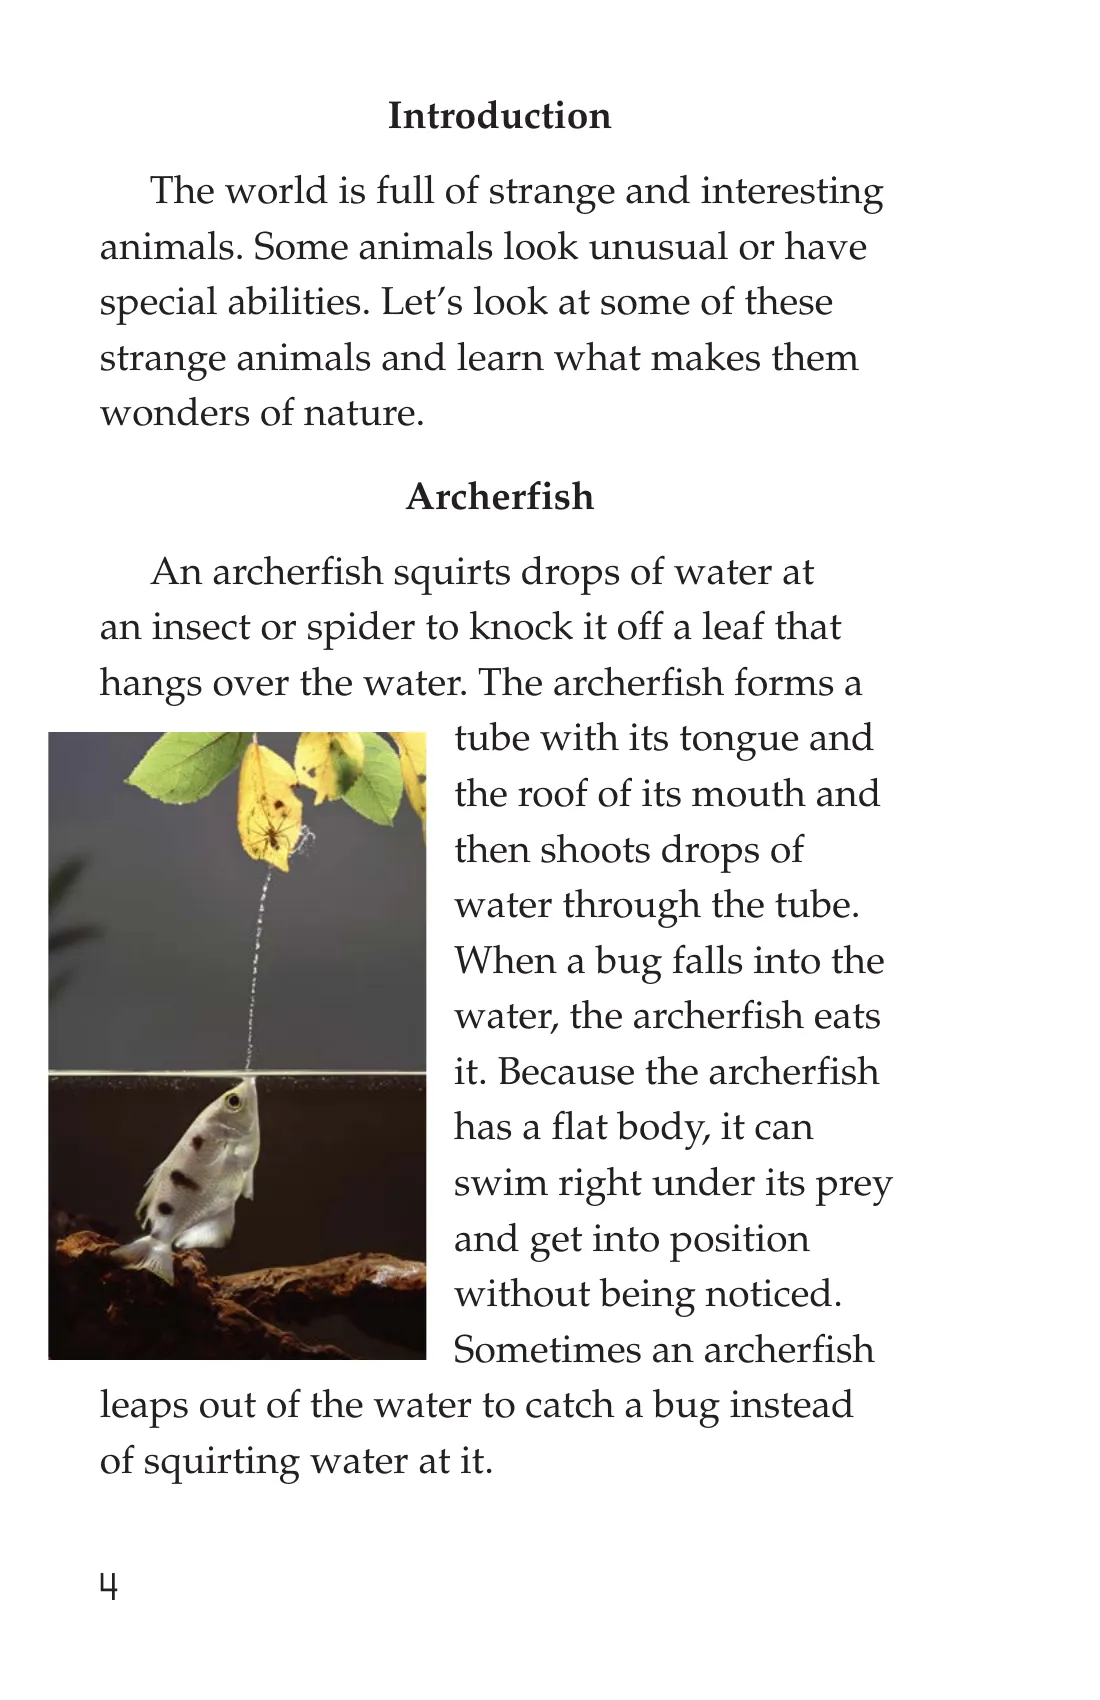 Introduction
The world is full of strange and interesting
animals. Some animals look unusual or have
special abilities. Let’s look at some of these
strange animals and learn what makes them
wonders of nature.
Archerfish
An archerfish squirts drops of water at
an insect or spider to knock it off a leaf that
hangs over the water. The archerfish forms a
tube with its tongue and
the roof of its mouth and
then shoots drops of
water through the tube.
When a bug falls into the
water, the archerfish eats
it. Because the archerfish
has a flat body, it can
swim right under its prey
and get into position
without being noticed.
Sometimes an archerfish
leaps out of the water to catch a bug instead
of squirting water at it.
4